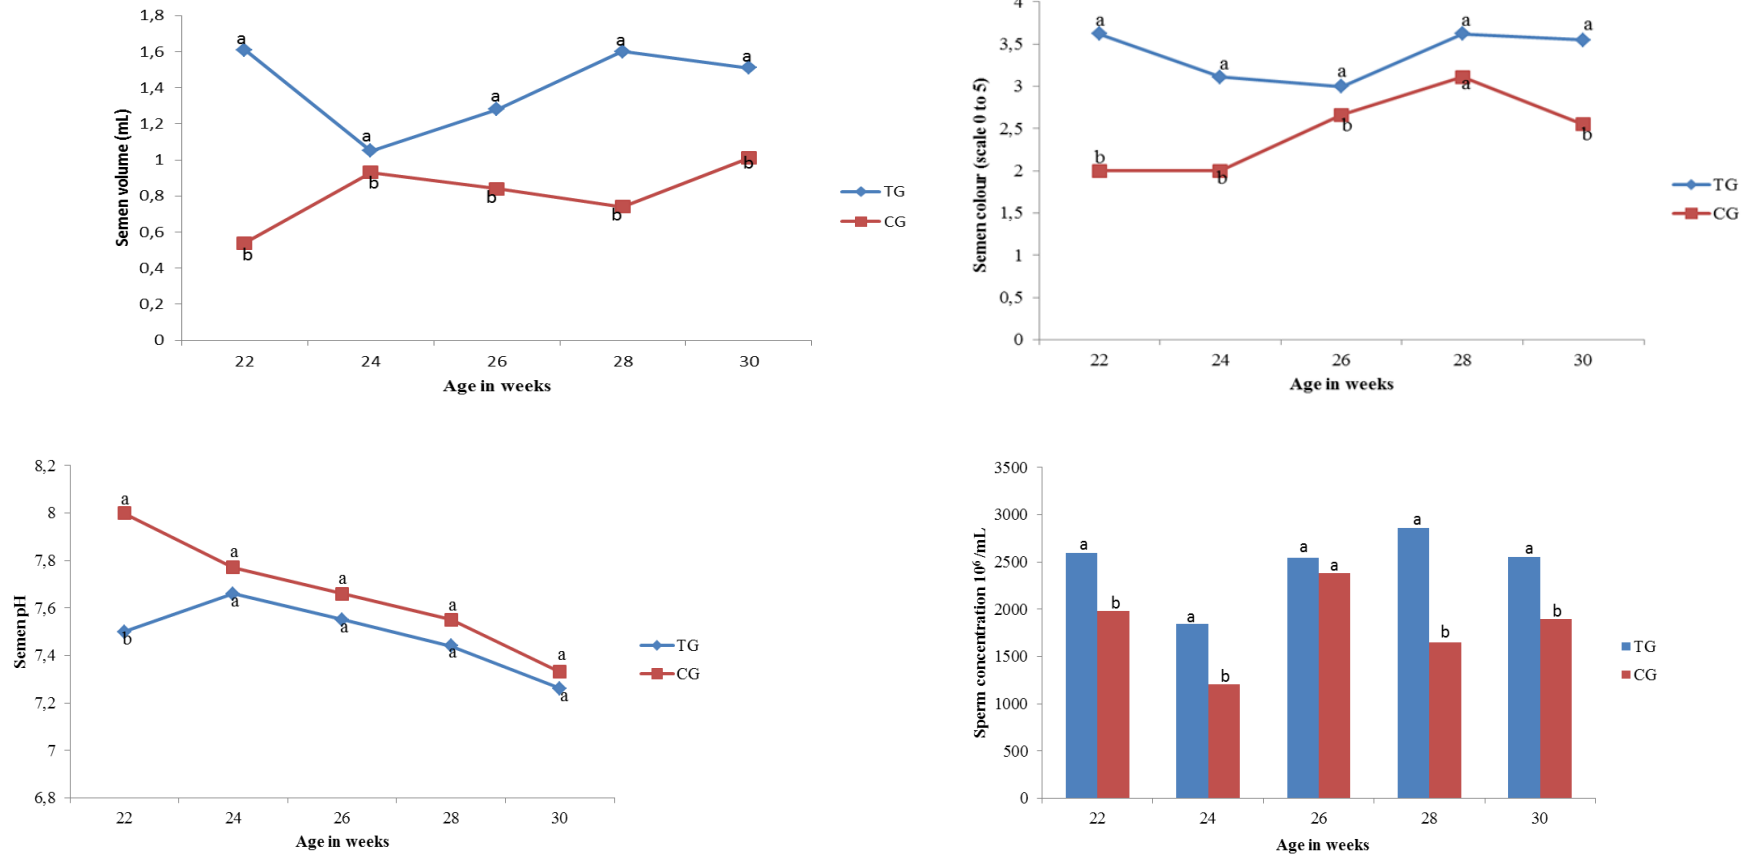 1,8
1,6
1,4
1,2
1
0,8
0,6
0,4
0,2
0
Semen volume (mL)
a
a
a
a
a
b
b
b
b
b
22 24 26 28 30
Age in weeks
TG
CG
4
3,5
3
2,5
2
1,5
1
0,5
0
Semen colour (scale 0 to 5)
a
a
a
a
a
b
b
b
a
b
22 24 26 28 30
Age in weeks
TG
CG
8,2
8
7,8
7,6
7,4
7,2
7
6,8
Semen pH
a
a
a
a
a
b
a
a
a
a
22 24 26 28 30
Age in weeks
TG
CG
3500
3000
2500
2000
1500
1000
500
0
Sperm concentration 10⁶/mL
a
b
a
b
a
a
a
b
a
b
22 24 26 28 30
Age in weeks
TG
CG